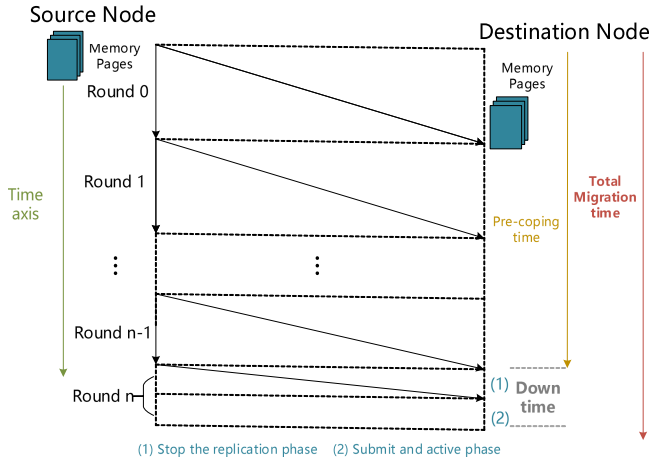 Source Node
Destination Node
Memory
Pages
Memory
Pages
Round 0
Round 1
Time
axis
Total
Migration
time
Pre-coping
time
Round n-1
Round n
(1)
Down
time
(2)
(1) Stop the replication phase (2) Submit and active phase